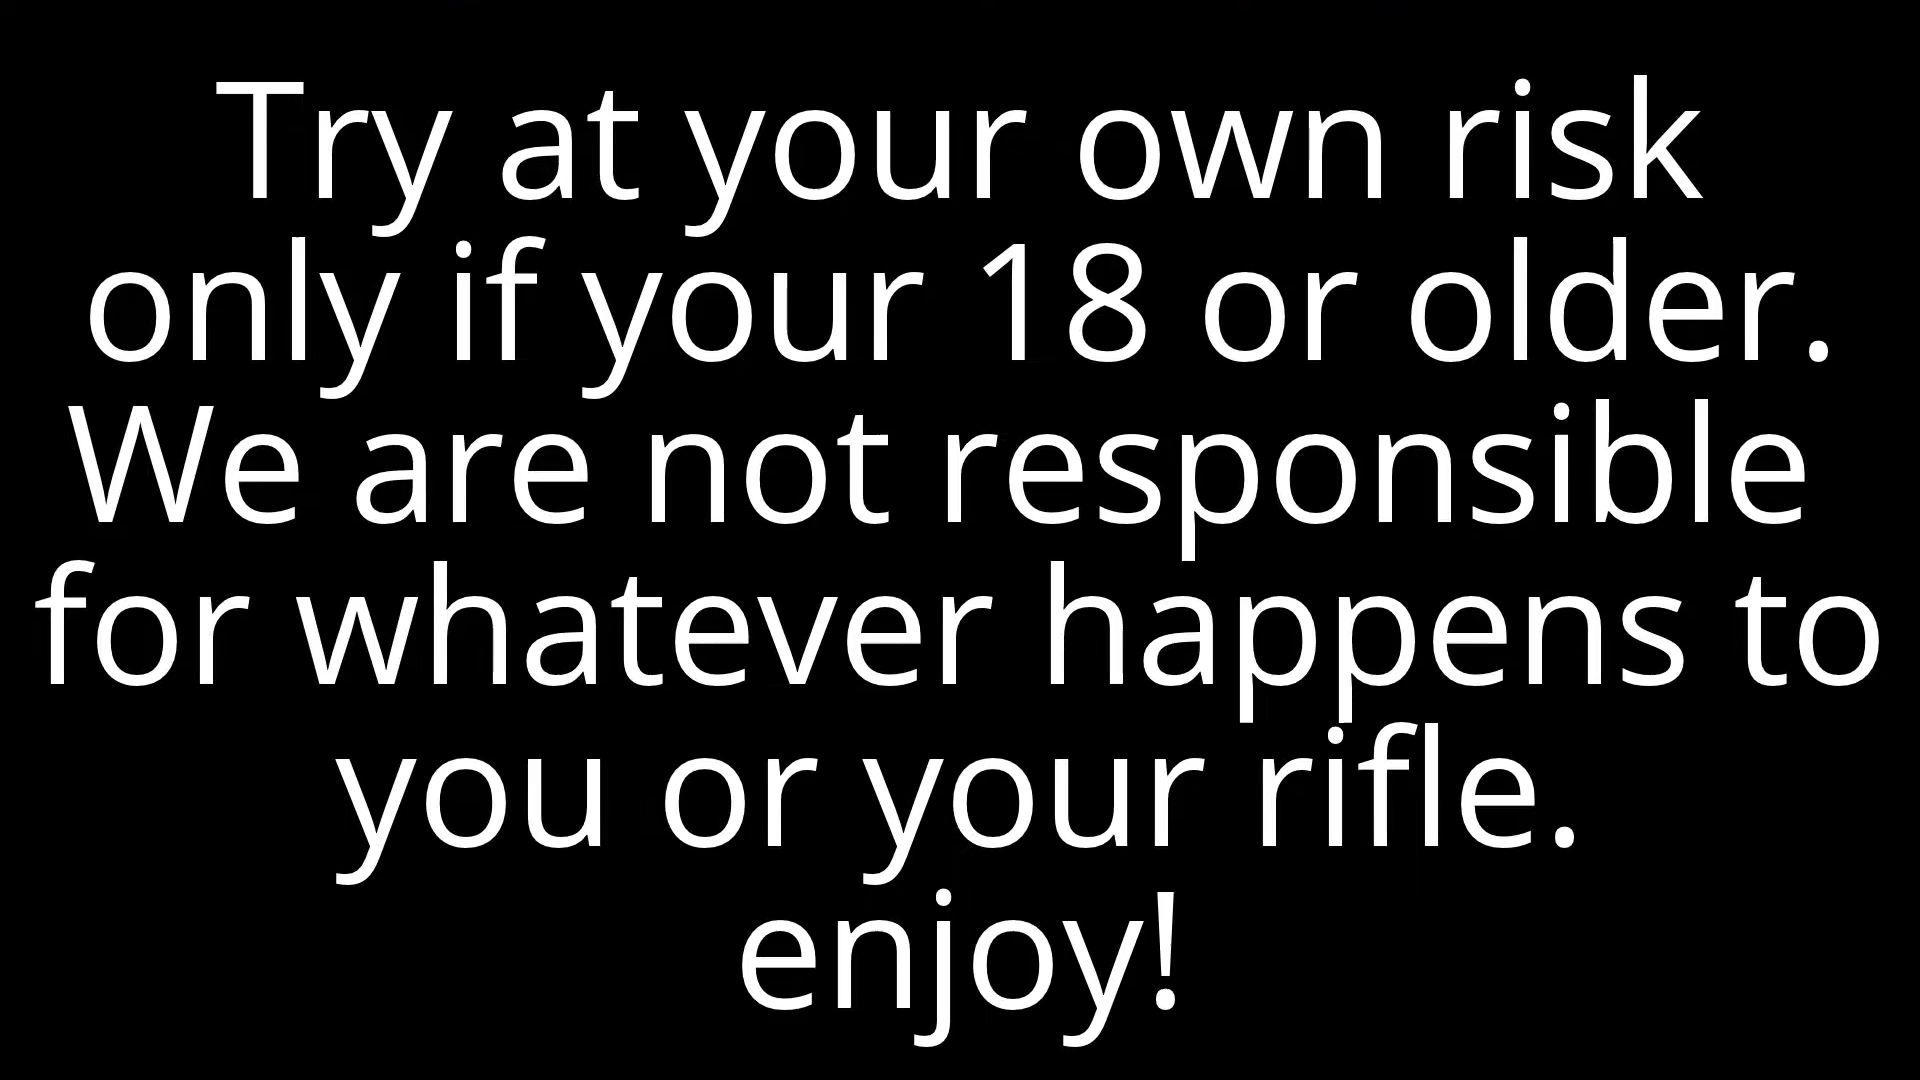 Try at your own risk
only if your 18 or older.
We are not responsible
for whatever happens to
you or your rifle.
enjoy!